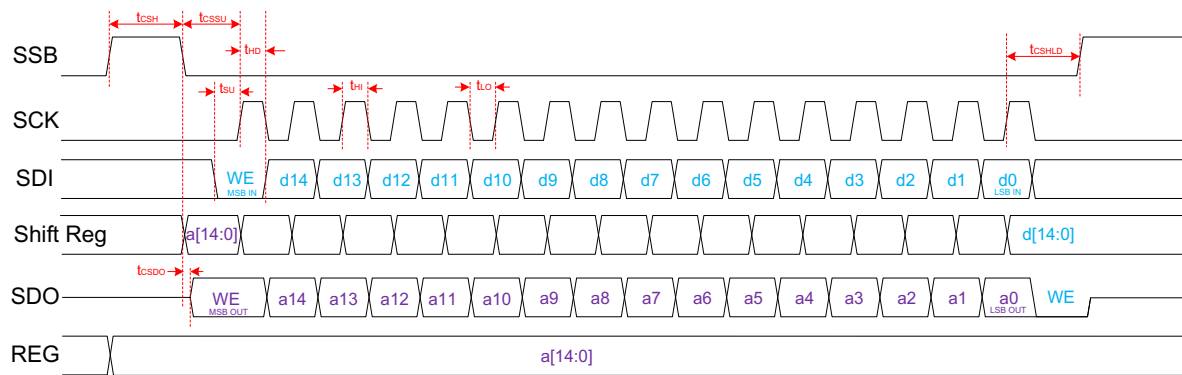 tCSH tCSSU
SSB tHD tCSHLD
tSU tHI tLO
SCK
SDI WE d14 d13 d12 d11 d10 d9 d8 d7 d6 d5 d4 d3 d2 d1 d0
MSB IN LSB IN
Shift Reg a[14:0] d[14:0]
tCSDO
SDO WE a14 a13 a12 a11 a10 a9 a8 a7 a6 a5 a4 a3 a2 a1 a0 WE
MSB OUT LSB OUT
REG a[14:0]